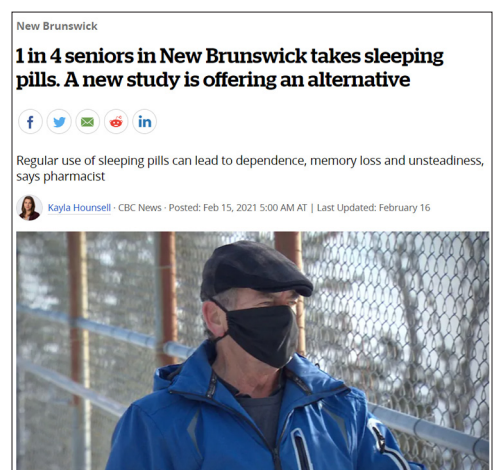 New Brunswick
1 in 4 seniors in New Brunswick takes sleeping
pills. A new study is offering an alternative
Regular use of sleeping pills can lead to dependence, memory loss and unsteadiness,
says pharmacist
Kayla Hounsell · CBC News · Posted: Feb 15, 2021 5:00 AM AT | Last Updated: February 16